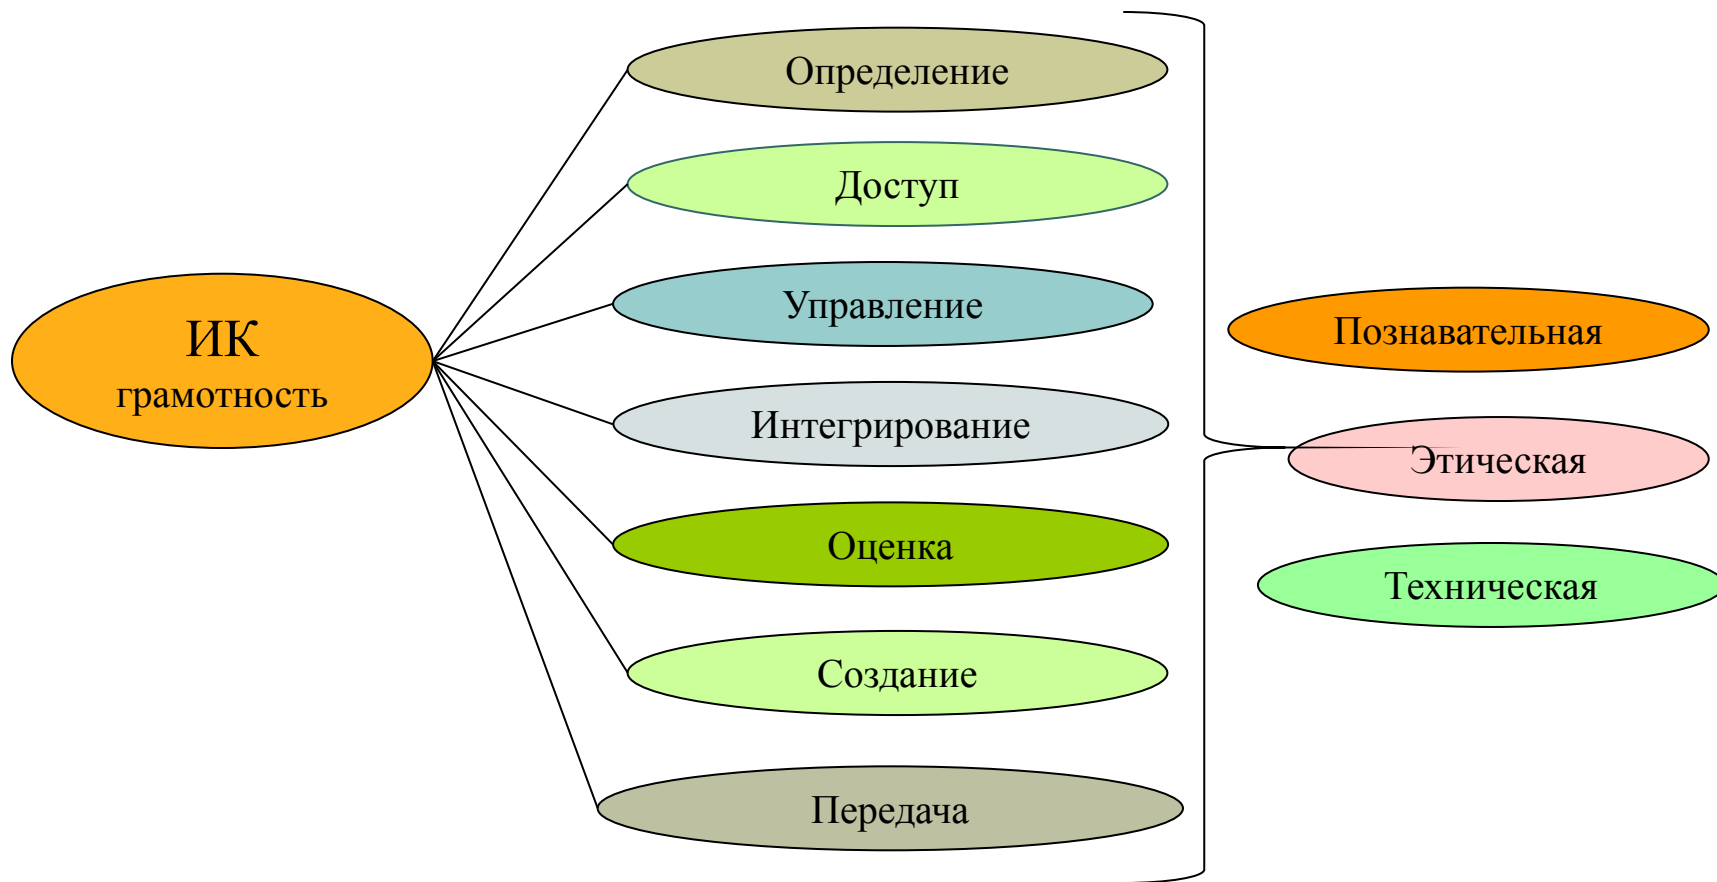 ИК
грамотность
Определение
Доступ
Управление
Интегрирование
Оценка
Создание
Передача
Познавательная
Этическая
Техническая